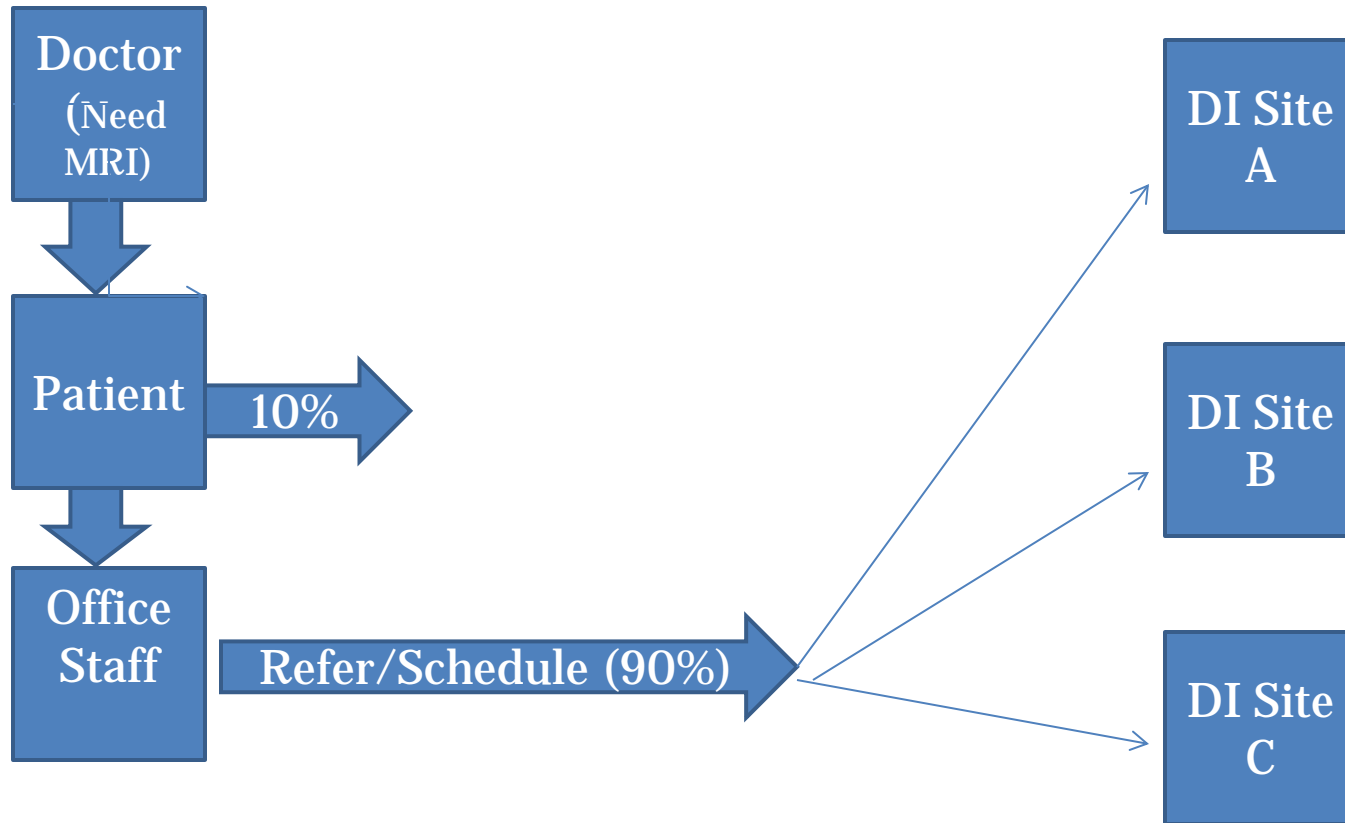 Doctor
(Need
MRI)
Patient
10%
Office
Staff
Refer/Schedule (90%)
DI Site
A
DI Site
B
DI Site
C